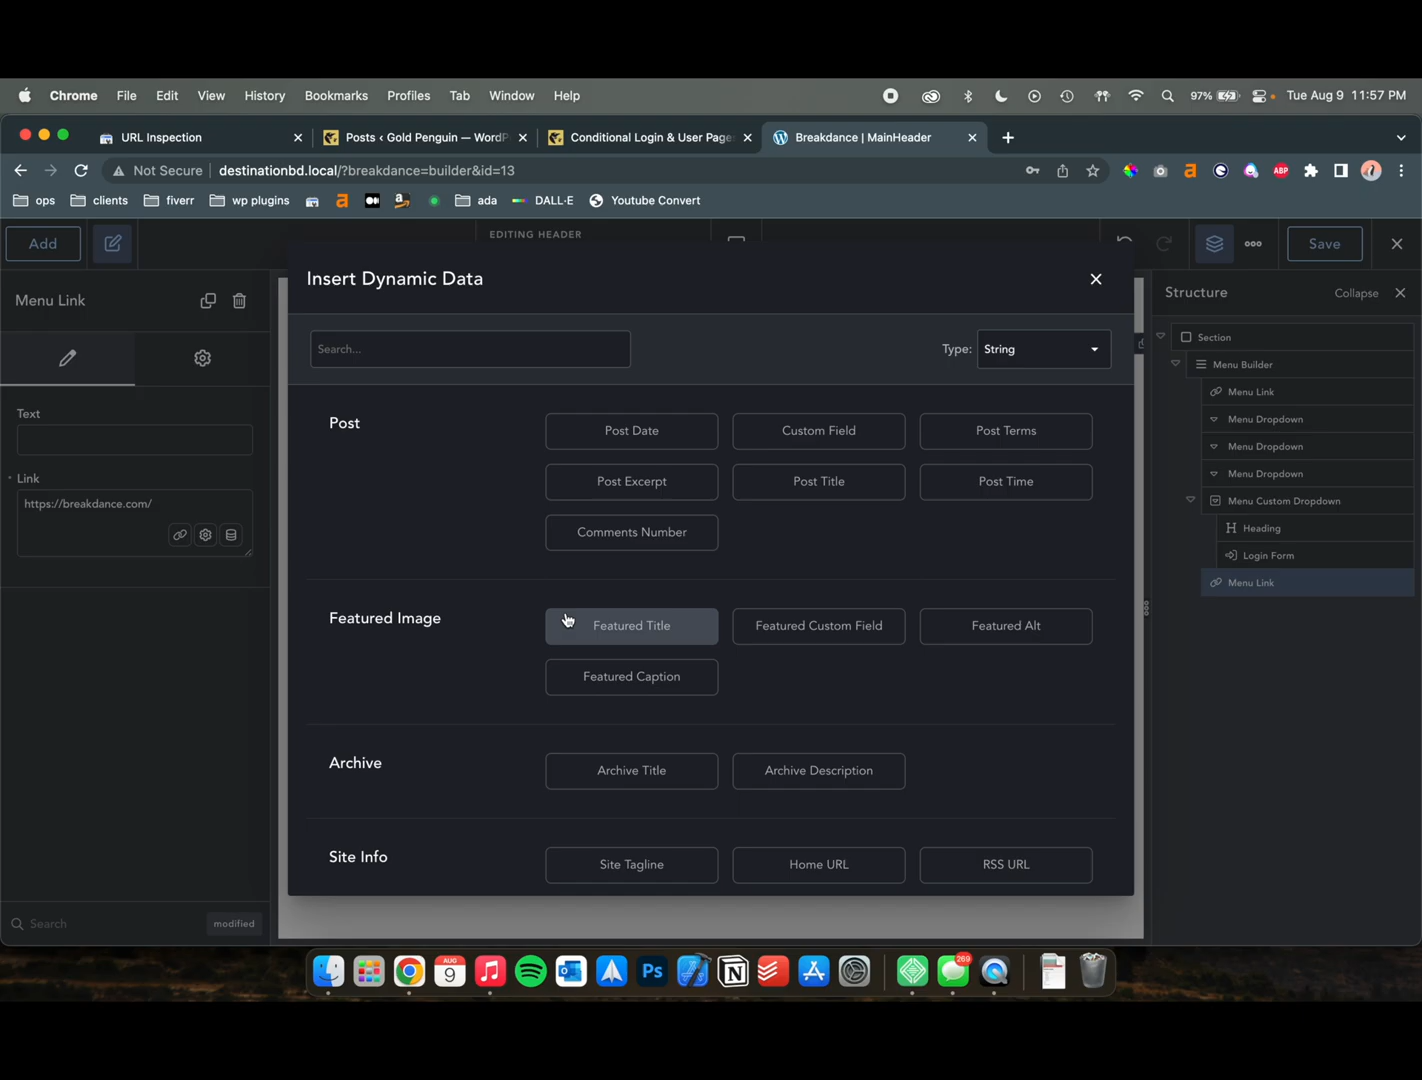 Chrome File Edit View History Bookmarks Profiles Tab Window Help 97% Tue Aug 9 11:57 PM
URL Inspection Posts ‹ Gold Penguin — WordP Conditional Login & User Page Breakdance | MainHeader
Not Secure destinationbd.local/?breakdance=builder&id=13 ABP
ops clients fiverr wp plugins ada DALL·E Youtube Convert
EDITING HEADER
Add Save
Menu Link
Insert Dynamic Data
Structure Collapse
Search... Type: String
Section
Menu Builder
Menu Link
Menu Dropdown
Menu Dropdown
Menu Dropdown
Menu Custom Dropdown
Heading
Login Form
Menu Link
Text
Link
https://breakdance.com/
Post Post Date Custom Field Post Terms
Post Excerpt Post Title Post Time
Comments Number
Featured Image Featured Title Featured Custom Field Featured Alt
Featured Caption
Archive Archive Title Archive Description
Site Info Site Tagline Home URL RSS URL
Search modified
AUG
9
Ps
269